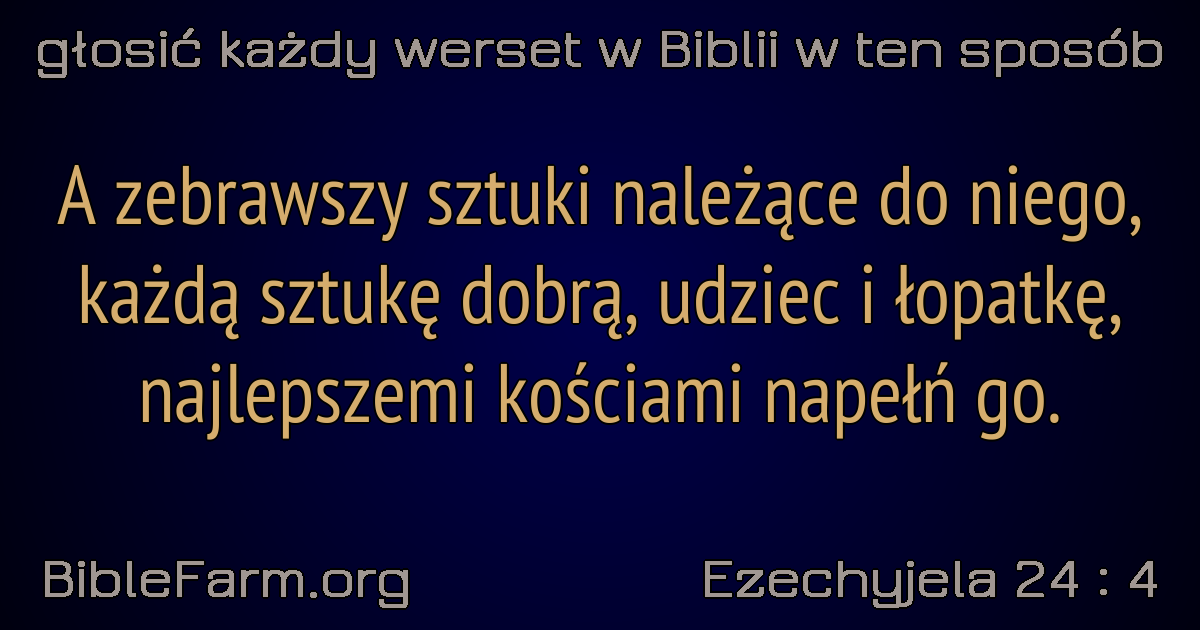 głosić każdy werset w Biblii w ten sposób
A zebrawszy sztuki należące do niego,
każdą sztukę dobrą, udziec i łopatkę,
najlepszemi kościami napełń go.
BibleFarm.org
Ezechyjela 24 : 4